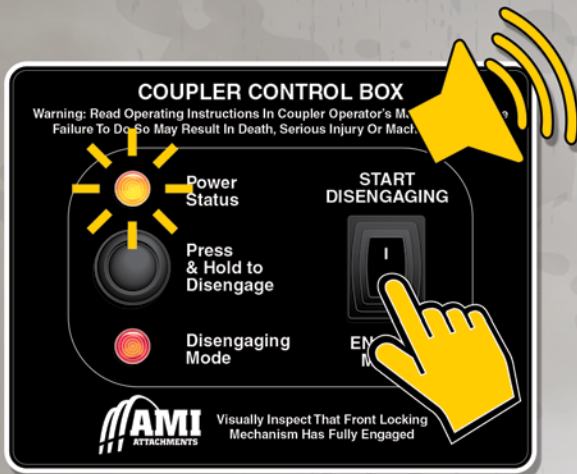 COUPLER CONTROL BOX
Warning: Read Operating Instructions In Coupler Operator's
Failure To Do So May Result In Death, Serious Injury Or
Power
Status
START
DISENGAGING
Press
& Hold to
Disengage
I
Disengaging
Mode
AMI
ATTACHMENTS
Visually Inspect That Front Locking
Mechanism Has Fully Engaged